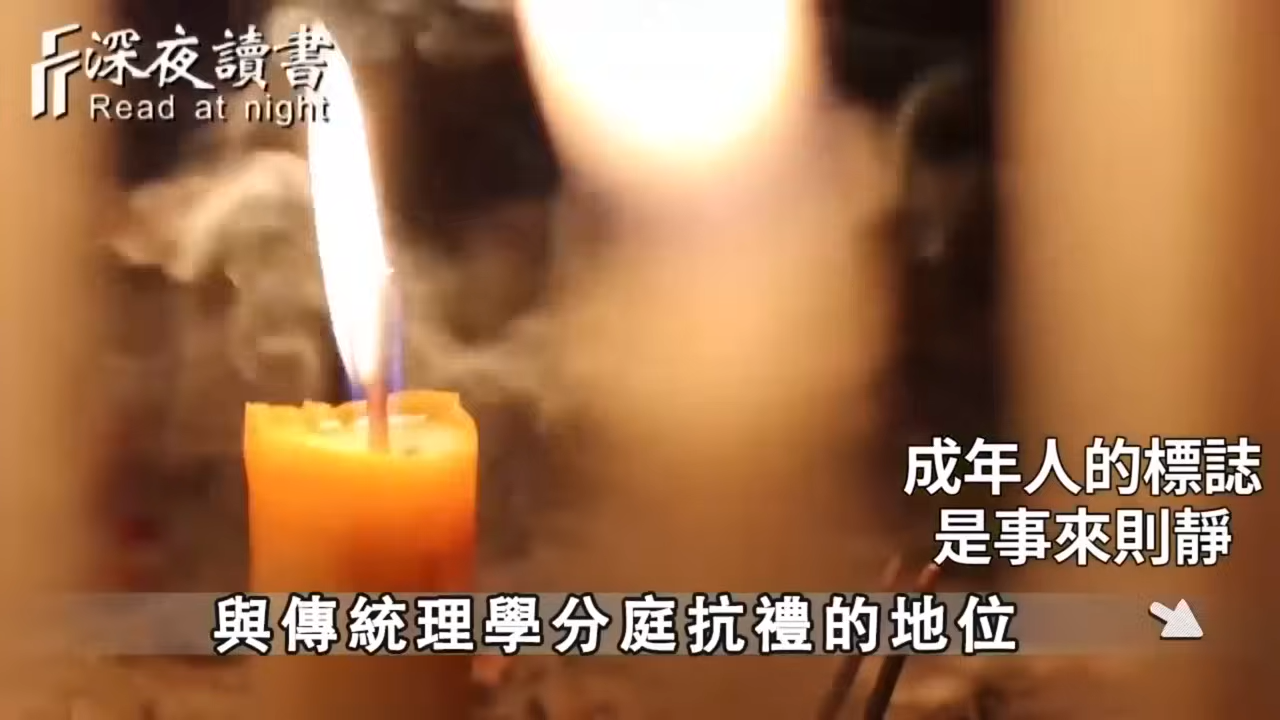 深夜讀書
Read at night
成年人的標誌
是事來則靜
與傳統理學分庭抗禮的地位